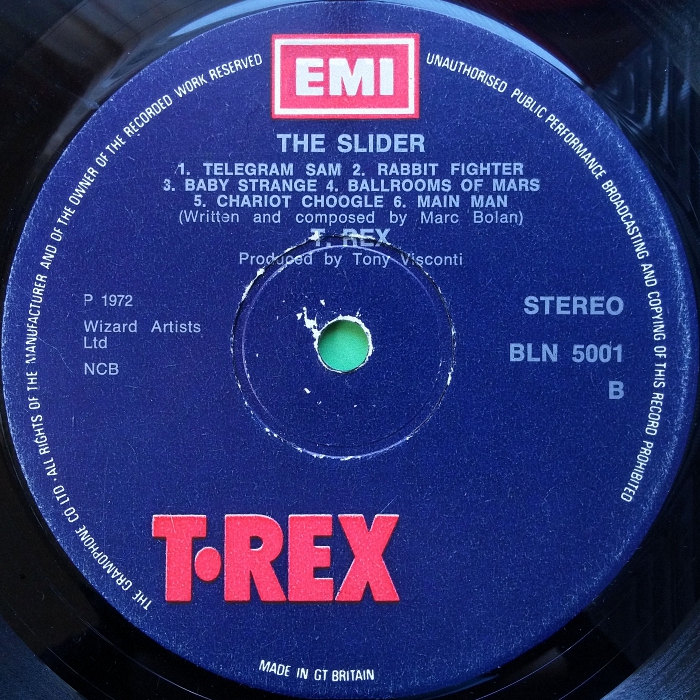 EMI
THE SLIDER
1. TELEGRAM SAM 2. RABBIT FIGHTER
3. BABY STRANGE 4. BALLROOMS OF MARS
5. CHARIOT CHOOGLE 6. MAIN MAN
(Written and composed by Marc Bolan)
T. REX
Produced by Tony Visconti
P 1972
Wizard Artists
Ltd
NCB
STEREO
BLN 5001
B
T•REX
THE GRAMOPHONE CO LTD · ALL RIGHTS OF THE MANUFACTURER AND OF THE OWNER OF THE RECORDED WORK RESERVED
UNAUTHORISED PUBLIC PERFORMANCE BROADCASTING AND COPYING OF THIS RECORD PROHIBITED
MADE IN GT BRITAIN